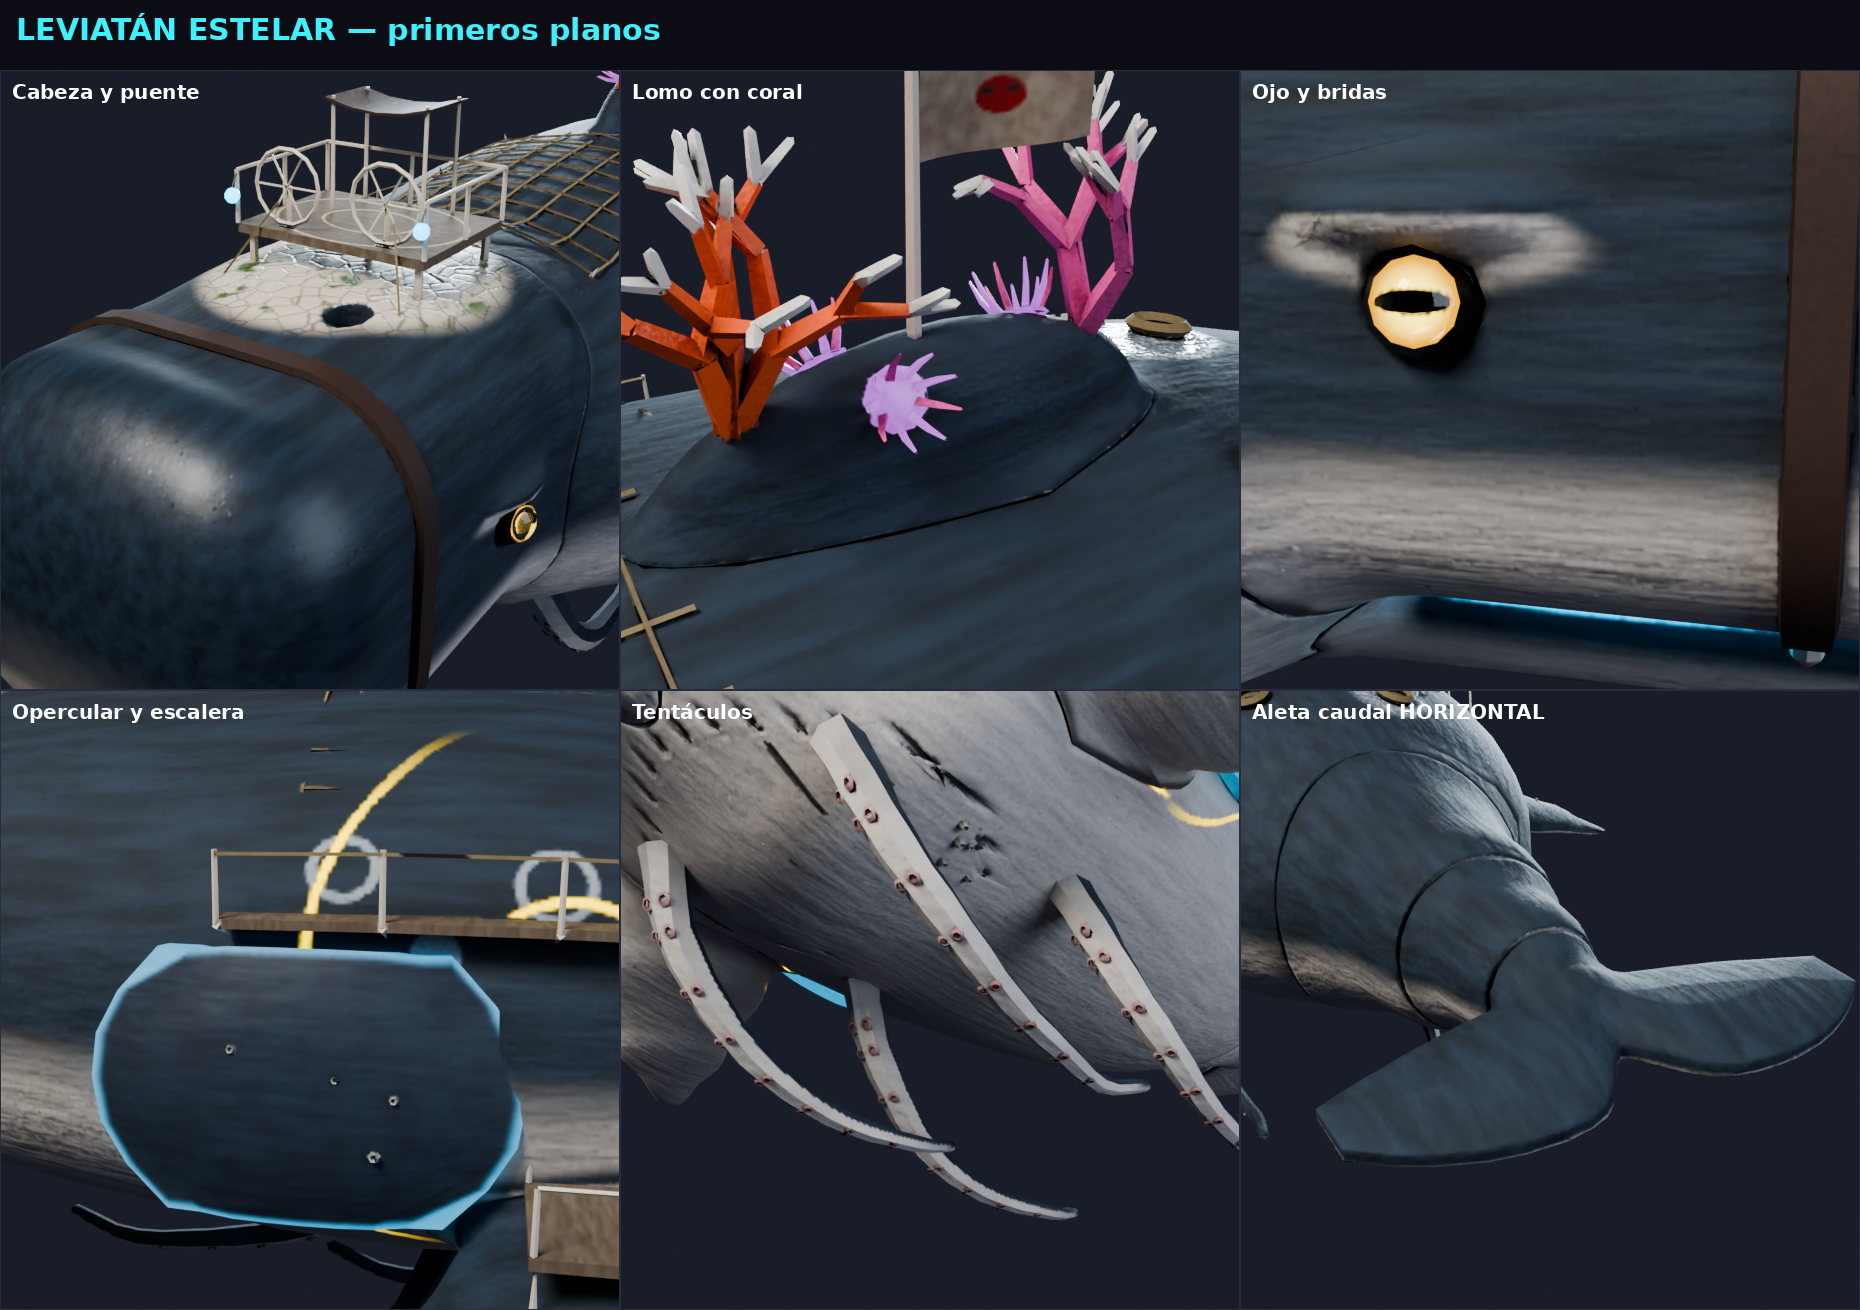 LEVIATÁN ESTELAR — primeros planos
Cabeza y puente
Lomo con coral
Ojo y bridas
Opercular y escalera
Tentáculos
Aleta caudal HORIZONTAL